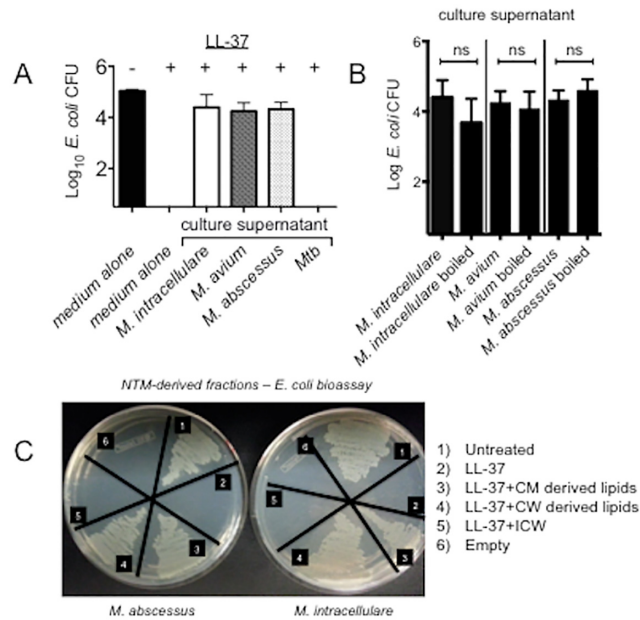 A
LL-37
- + + + + +
Log10 E. coli CFU
6
4
2
culture supernatant
medium alone
medium alone
M. intracellulare
M. avium
M. abscessus
Mtb
B
culture supernatant
ns ns ns
Log E. coli CFU
6
4
2
M. intracellulare
M. intracellulare boiled
M. avium
M. avium boiled
M. abscessus
M. abscessus boiled
C
NTM-derived fractions – E. coli bioassay
6 1
2
5
4 3
6 1
5 2
4 3
M. abscessus
M. intracellulare
1) Untreated
2) LL-37
3) LL-37+CM derived lipids
4) LL-37+CW derived lipids
5) LL-37+ICW
6) Empty